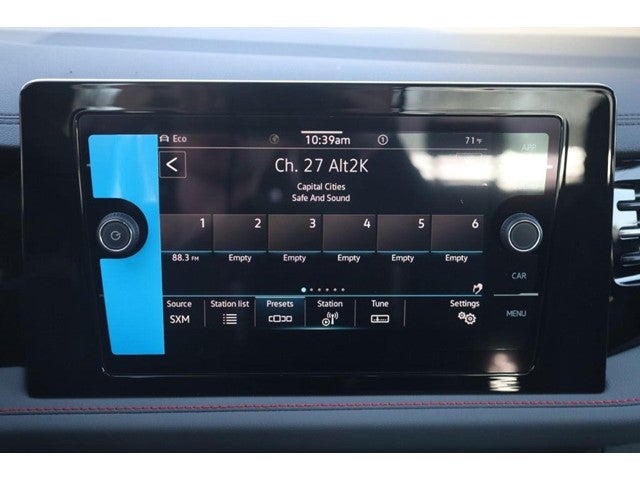 Eco 10:39am 71°F
APP
Ch. 27 Alt2K
Capital Cities
Safe And Sound
1 2 3 4 5 6
88.3 FM Empty Empty Empty Empty Empty
CAR
Source Station list Presets Station Tune Settings
SXM
MENU